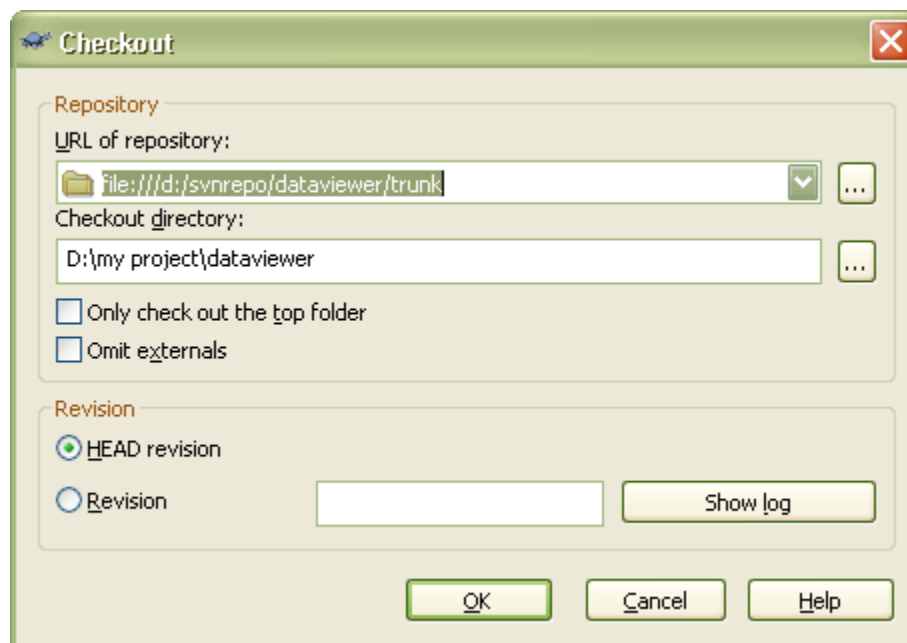 Checkout
Repository
URL of repository:
file:///d:/svnrepo/dataviewer/trunk
...
Checkout directory:
D:\my project\dataviewer
...
Only check out the top folder
Omit externals
Revision
HEAD revision
Revision
Show log
OK Cancel Help